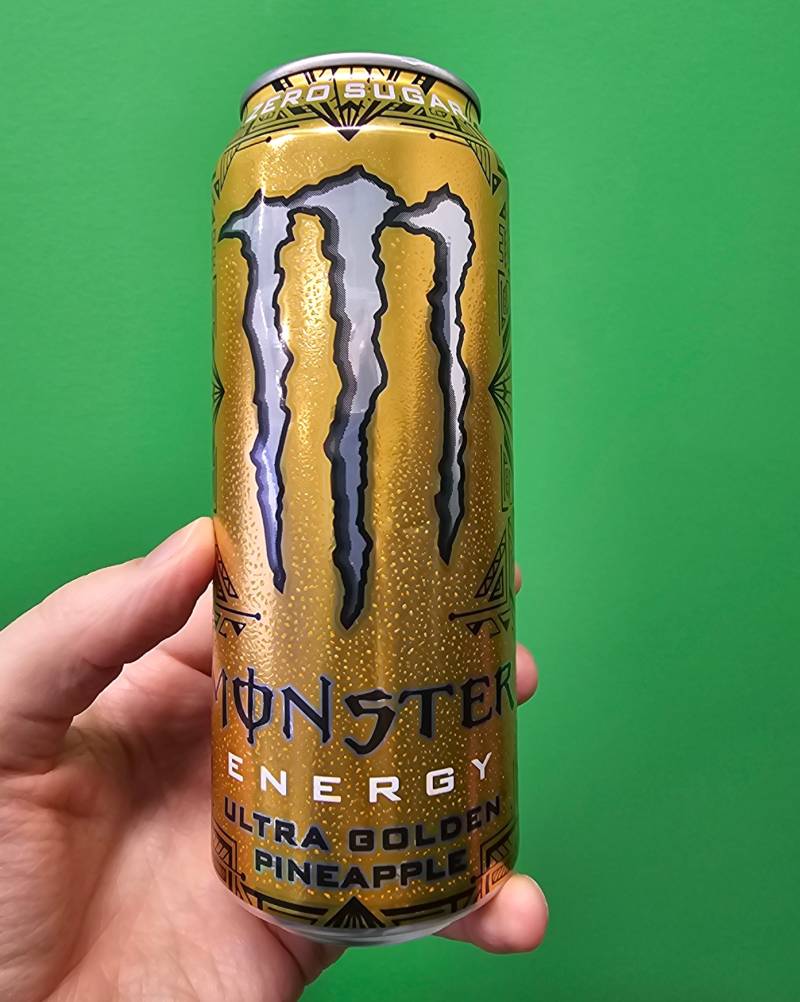 ZERO SUGAR
MONSTER
ENERGY
ULTRA GOLDEN
PINEAPPLE